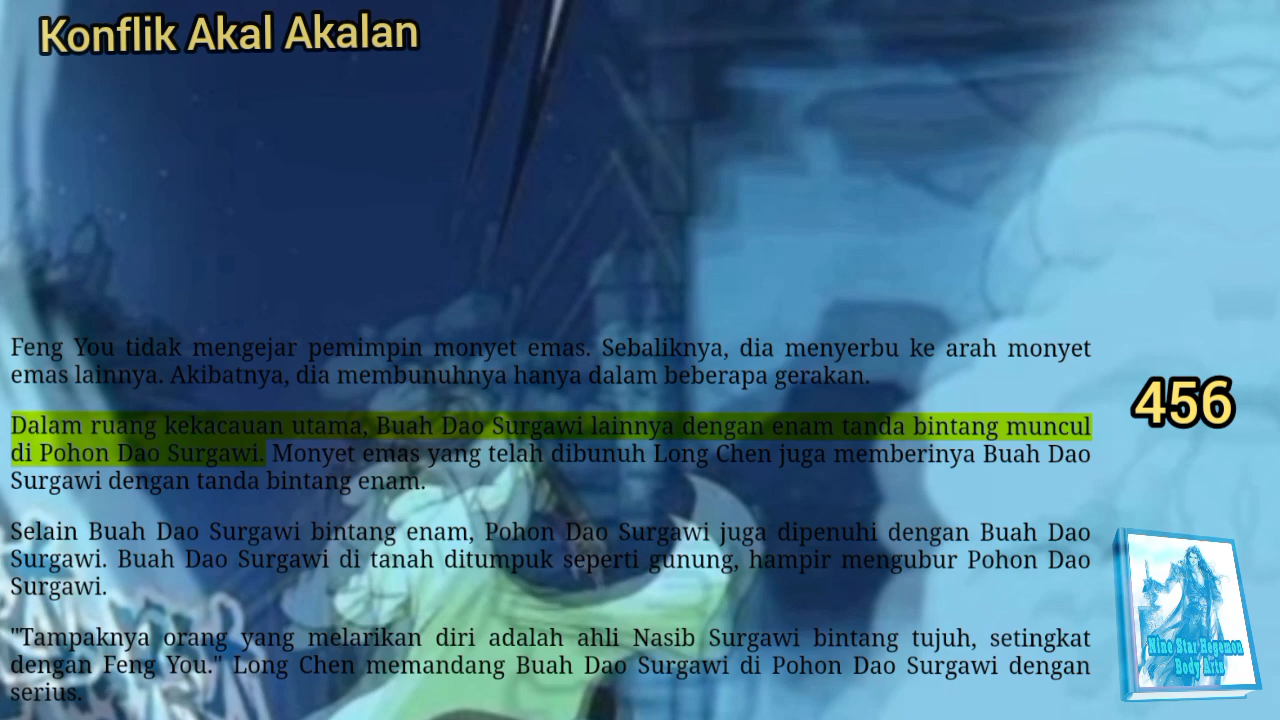 Konflik Akal Akalan
Feng You tidak mengejar pemimpin monyet emas. Sebaliknya, dia menyerbu ke arah monyet
emas lainnya. Akibatnya, dia membunuhnya hanya dalam beberapa gerakan.
Dalam ruang kekacauan utama, Buah Dao Surgawi lainnya dengan enam tanda bintang muncul
di Pohon Dao Surgawi. Monyet emas yang telah dibunuh Long Chen juga memberinya Buah Dao
Surgawi dengan tanda bintang enam.
Selain Buah Dao Surgawi bintang enam, Pohon Dao Surgawi juga dipenuhi dengan Buah Dao
Surgawi. Buah Dao Surgawi di tanah ditumpuk seperti gunung, hampir mengubur Pohon Dao
Surgawi.
"Tampaknya orang yang melarikan diri adalah ahli Nasib Surgawi bintang tujuh, setingkat
dengan Feng You." Long Chen memandang Buah Dao Surgawi di Pohon Dao Surgawi dengan
serius.
456
Nine Star Hegemon
Body Arts